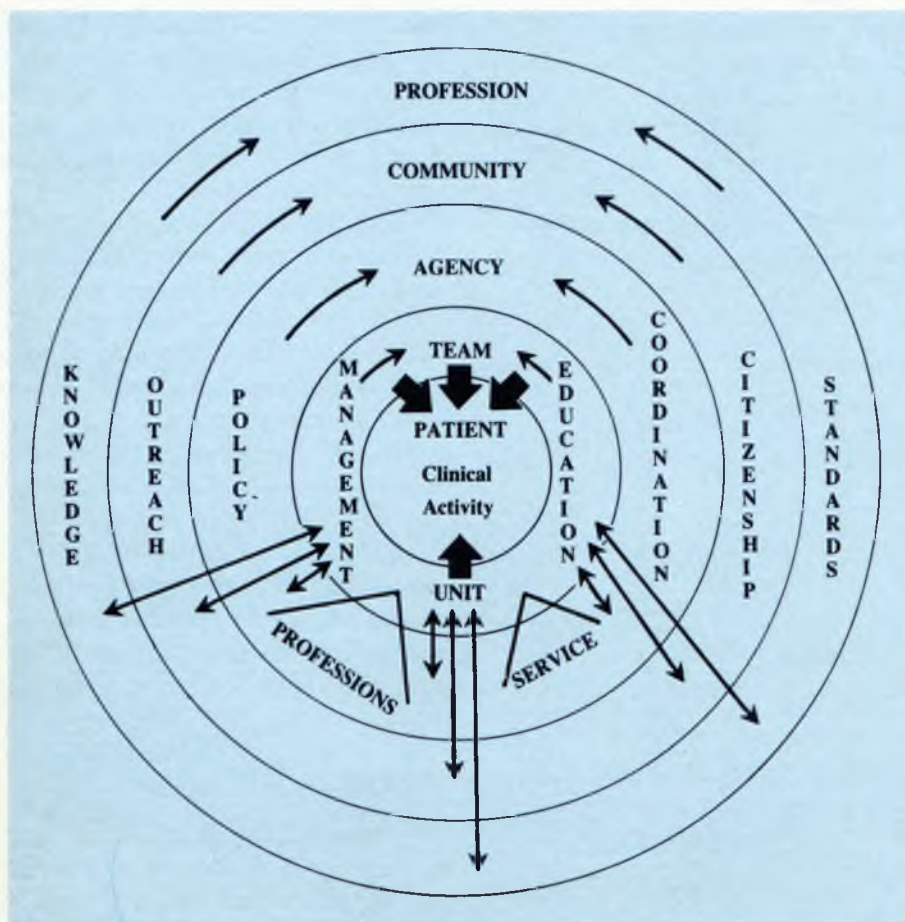 PROFESSION
COMMUNITY
AGENCY
TEAM
PATIENT
Clinical
Activity
UNIT
KNOWLEDGE
OUTREACH
POLICY
MANAGEMENT
EDUCATION
COORDINATION
CITIZENSHIP
STANDARDS
PROFESSIONS
SERVICE